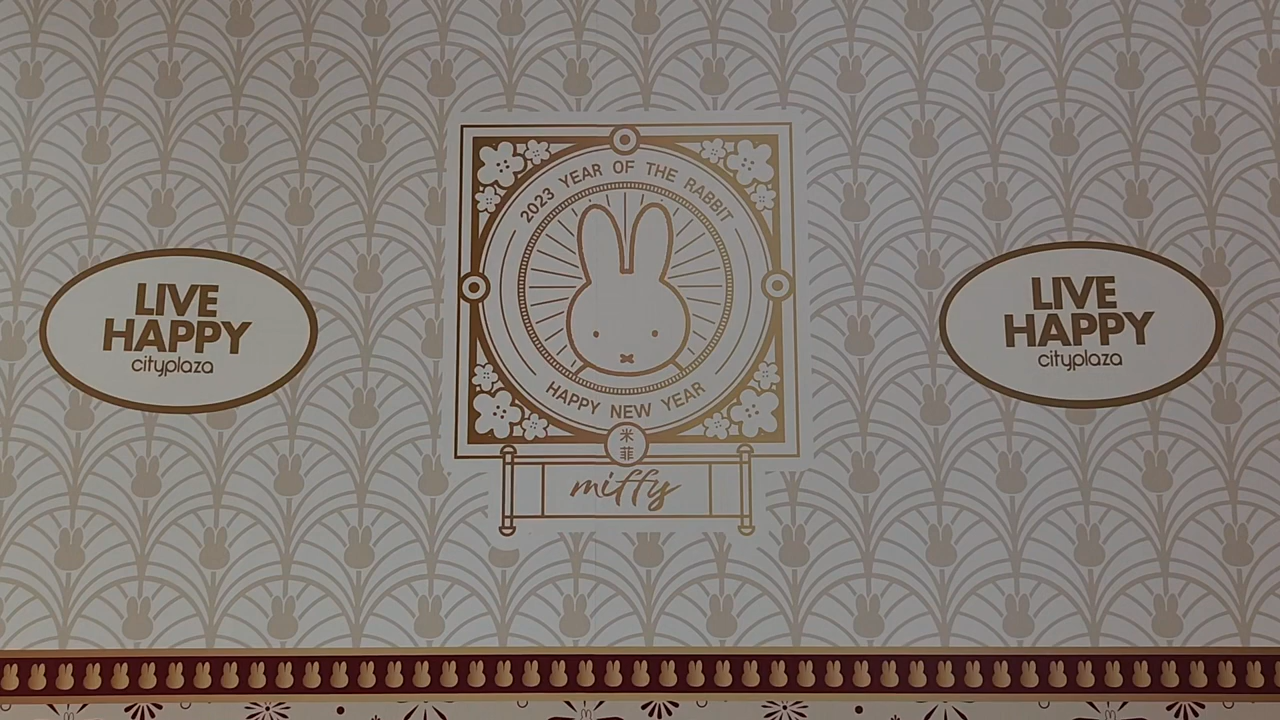 2023 YEAR OF THE RABBIT
HAPPY NEW YEAR
米
菲
miffy
LIVE
HAPPY
cityplaza
LIVE
HAPPY
cityplaza